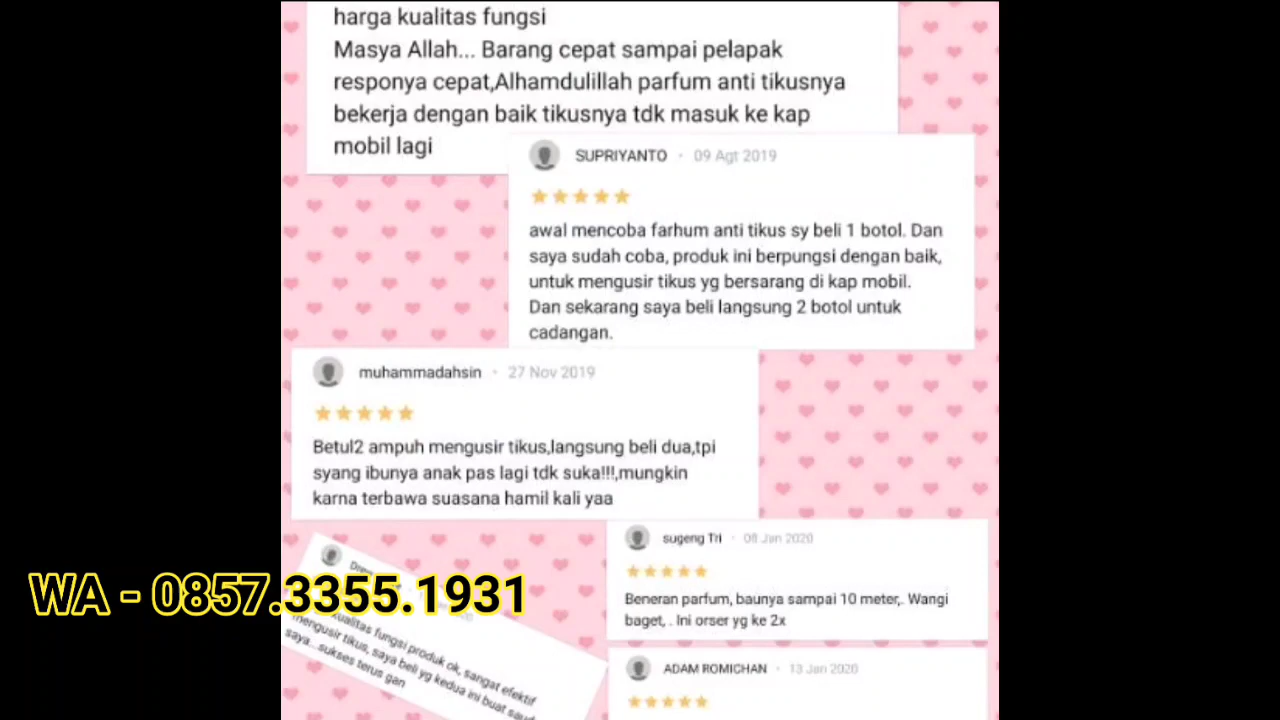 harga kualitas fungsi
Masya Allah... Barang cepat sampai pelapak
responya cepat,Alhamdulillah parfum anti tikusnya
bekerja dengan baik tikusnya tdk masuk ke kap
mobil lagi
SUPRIYANTO · 09 Agt 2019
awal mencoba farhum anti tikus sy beli 1 botol. Dan
saya sudah coba, produk ini berpungsi dengan baik,
untuk mengusir tikus yg bersarang di kap mobil.
Dan sekarang saya beli langsung 2 botol untuk
cadangan.
muhammadahsin · 27 Nov 2019
Betul2 ampuh mengusir tikus,langsung beli dua,tpi
syang ibunya anak pas lagi tdk suka!!!,mungkin
karna terbawa suasana hamil kali yaa
sugeng Tri · 08 Jan 2020
Beneran parfum, baunya sampai 10 meter,. Wangi
baget, . Ini orser yg ke 2x
WA - 0857.3355.1931
kualitas fungsi produk ok, sangat efektif
mengusir tikus, saya beli yg kedua ini buat
saya.. sukses terus gan
ADAM ROMICHAN · 13 Jan 2020